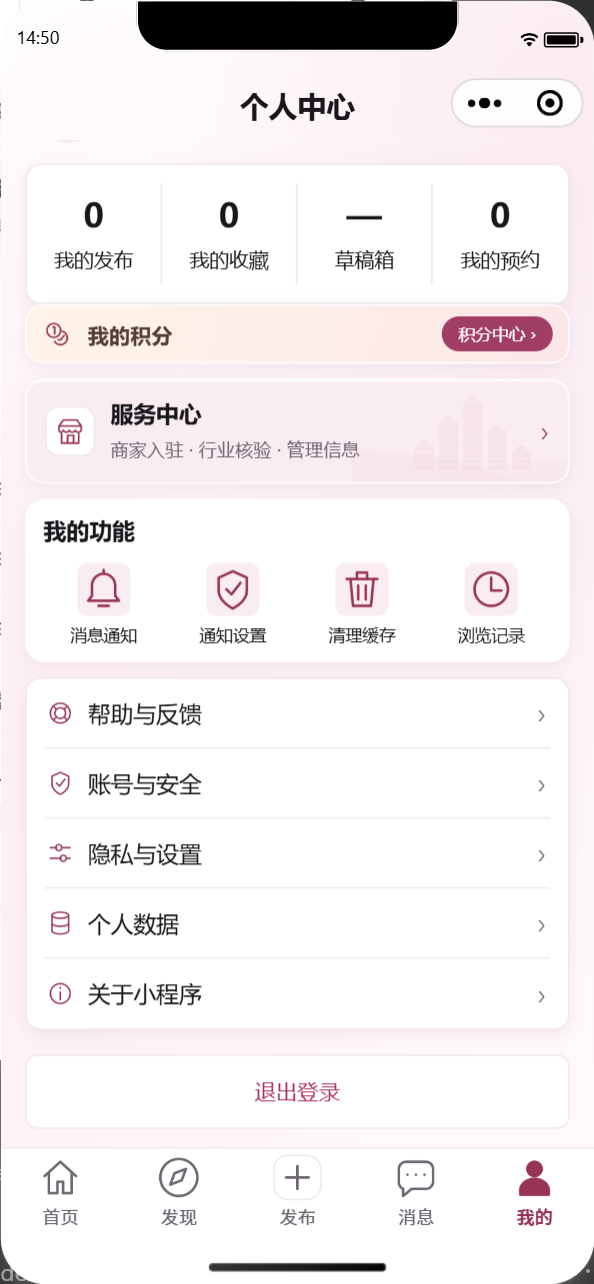 14:50
个人中心
0 0 — 0
我的发布 我的收藏 草稿箱 我的预约
我的积分 积分中心 ›
服务中心
商家入驻 · 行业核验 · 管理信息
我的功能
消息通知 通知设置 清理缓存 浏览记录
帮助与反馈
账号与安全
隐私与设置
个人数据
关于小程序
退出登录
首页 发现 发布 消息 我的